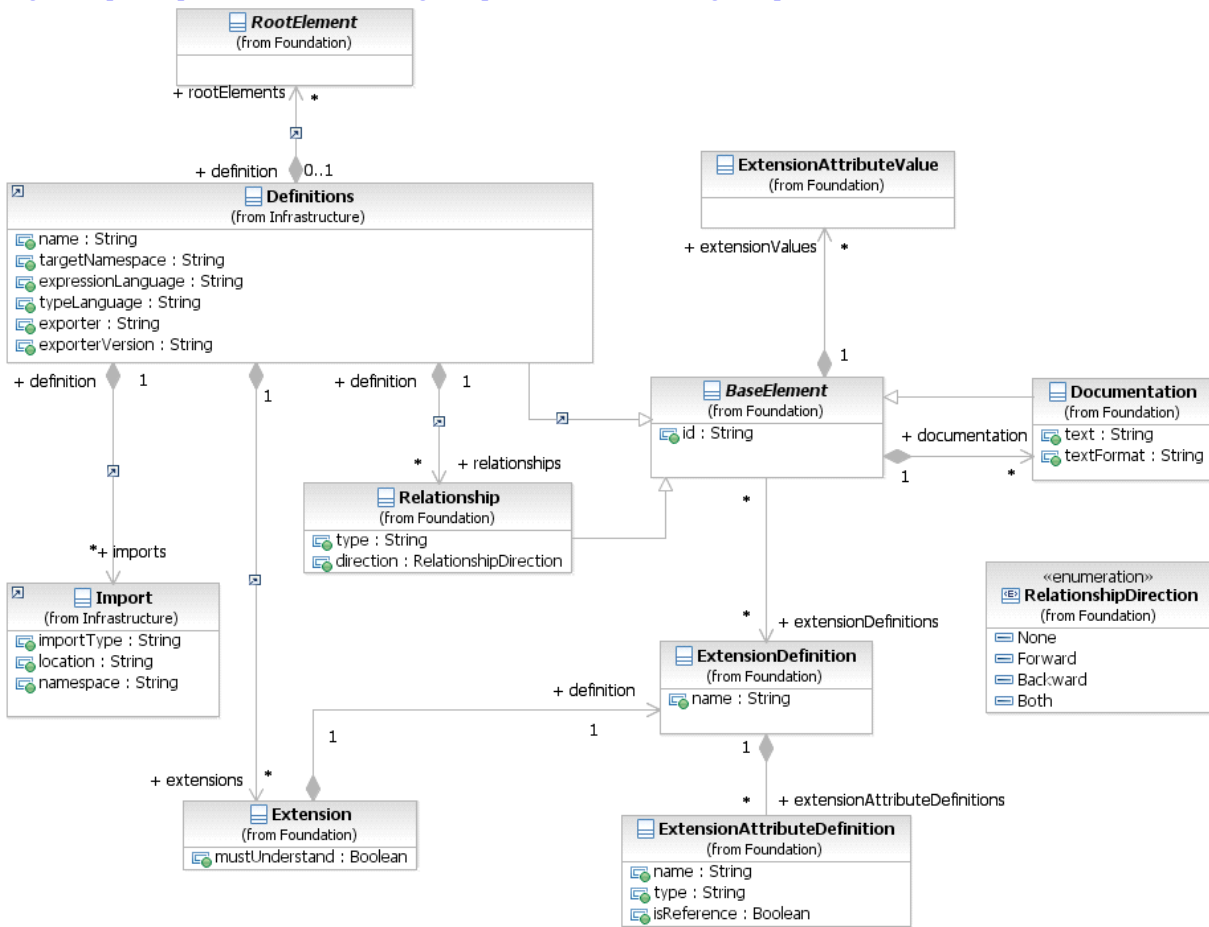 RootElement
(from Foundation)
+ rootElements
*
+ definition
0..1
Definitions
(from Infrastructure)
name : String
targetNamespace : String
expressionLanguage : String
typeLanguage : String
exporter : String
exporterVersion : String
ExtensionAttributeValue
(from Foundation)
+ extensionValues
*
1
+ definition
1
1
+ definition
1
BaseElement
(from Foundation)
id : String
Documentation
(from Foundation)
text : String
textFormat : String
+ documentation
1
*
*
+ relationships
Relationship
(from Foundation)
type : String
direction : RelationshipDirection
*
*+ imports
Import
(from Infrastructure)
importType : String
location : String
namespace : String
«enumeration»
RelationshipDirection
(from Foundation)
None
Forward
Backward
Both
*
+ extensionDefinitions
ExtensionDefinition
(from Foundation)
name : String
+ definition
1
1
1
+ extensions
*
Extension
(from Foundation)
mustUnderstand : Boolean
*
+ extensionAttributeDefinitions
ExtensionAttributeDefinition
(from Foundation)
name : String
type : String
isReference : Boolean